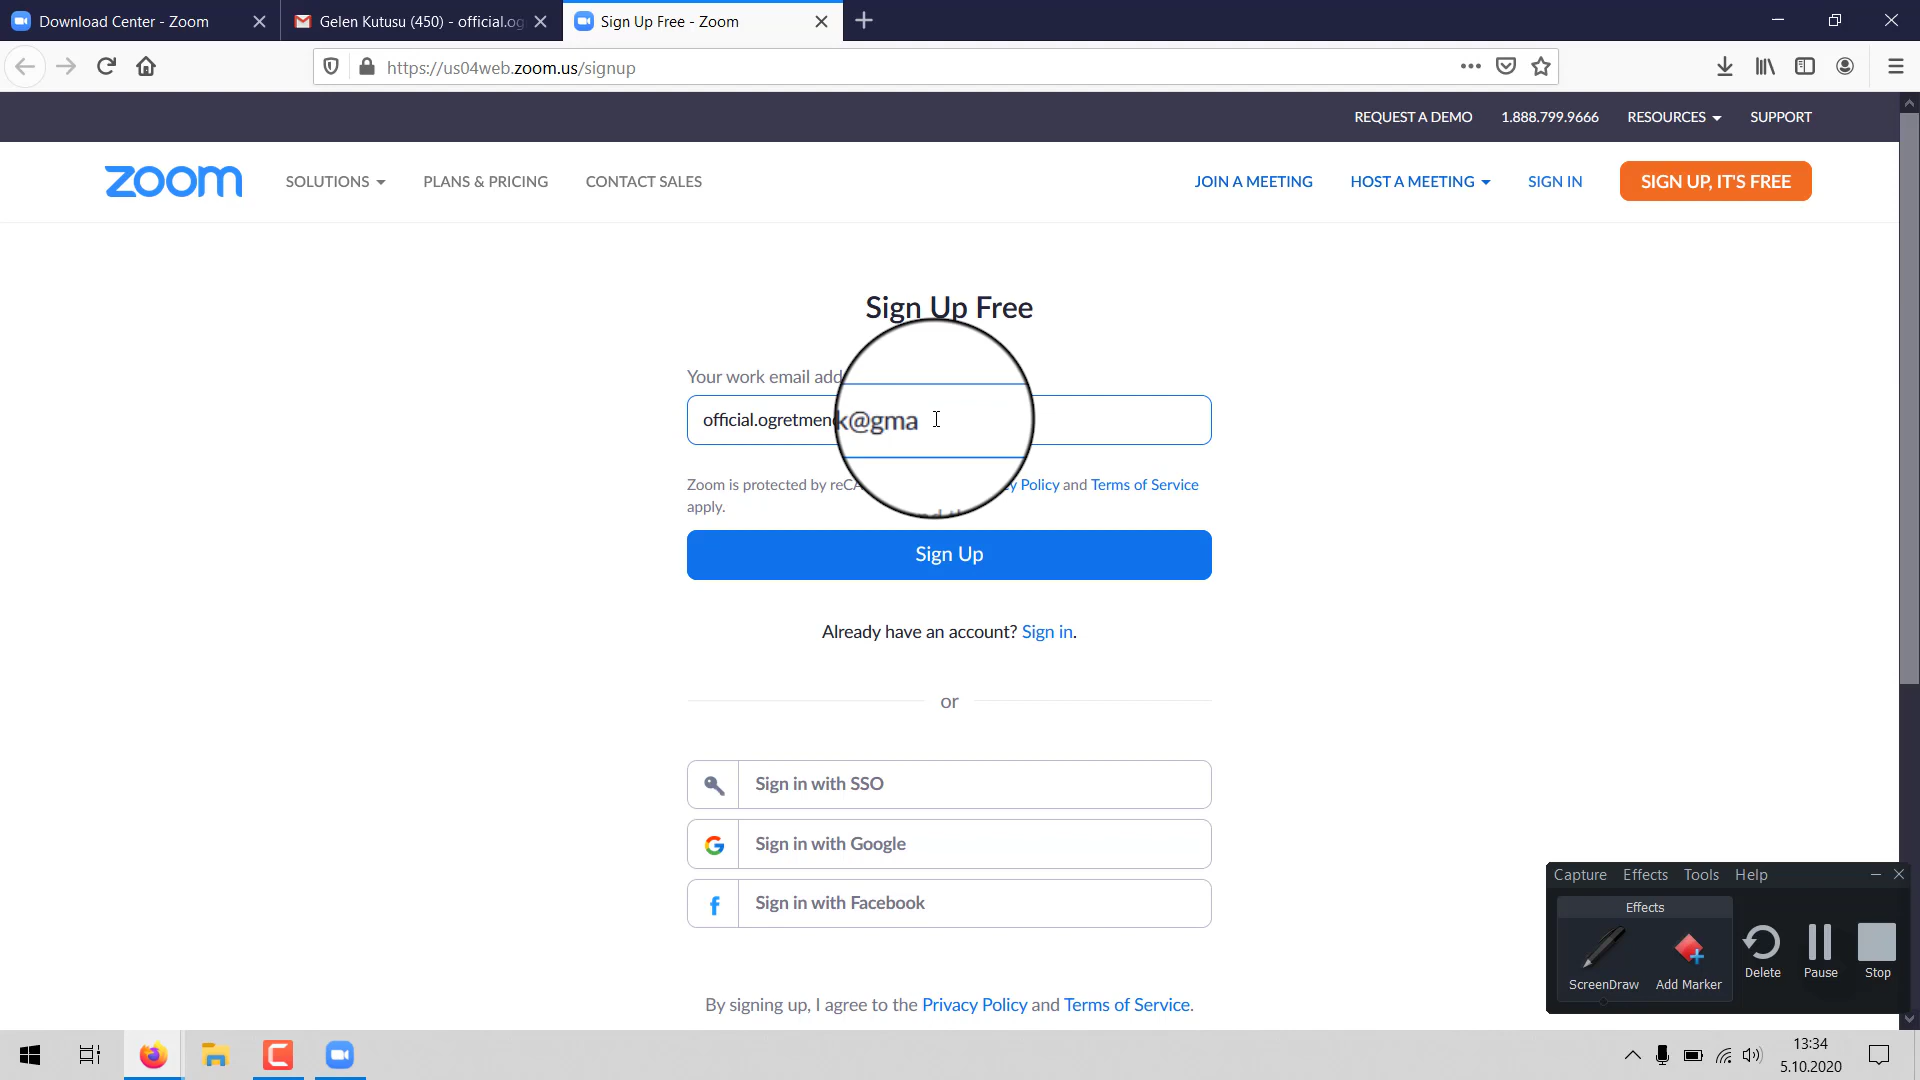 Download Center - Zoom
Gelen Kutusu (450) - official.og
Sign Up Free - Zoom
https://us04web.zoom.us/signup
REQUEST A DEMO 1.888.799.9666 RESOURCES SUPPORT
zoom SOLUTIONS PLANS & PRICING CONTACT SALES JOIN A MEETING HOST A MEETING SIGN IN SIGN UP, IT'S FREE
Sign Up Free
Your work email add
official.ogretmen k@gma
Zoom is protected by reCA y Policy and Terms of Service
apply.
Sign Up
Already have an account? Sign in.
or
Sign in with SSO
Sign in with Google
Sign in with Facebook
By signing up, I agree to the Privacy Policy and Terms of Service.
Capture Effects Tools Help
Effects
ScreenDraw Add Marker Delete Pause Stop
13:34
5.10.2020